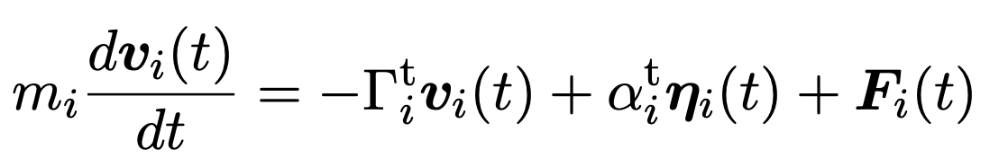 $m_i \frac{d\boldsymbol{v}_i(t)}{dt} = -\Gamma_i^{\mathrm{t}} \boldsymbol{v}_i(t) + \alpha_i^{\mathrm{t}} \boldsymbol{\eta}_i(t) + \boldsymbol{F}_i(t)$